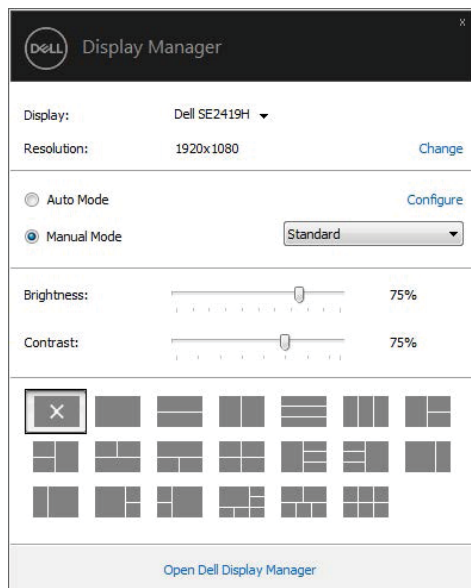 x
DELL Display Manager
Display: Dell SE2419H
Resolution: 1920x1080 Change
Auto Mode Configure
Manual Mode Standard
Brightness: 75%
Contrast: 75%
Open Dell Display Manager